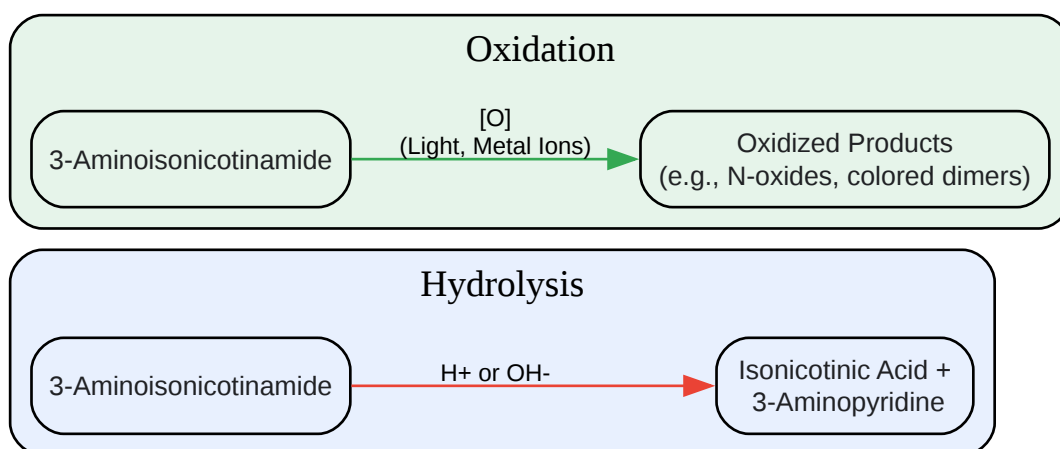 Oxidation
3-Aminoisonicotinamide
[O]
(Light, Metal Ions)
Oxidized Products
(e.g., N-oxides, colored dimers)
Hydrolysis
3-Aminoisonicotinamide
H+ or OH-
Isonicotinic Acid +
3-Aminopyridine